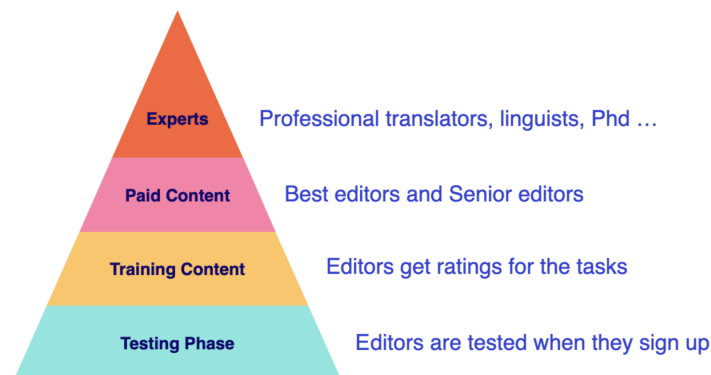 Experts
Professional translators, linguists, Phd ...
Paid Content
Best editors and Senior editors
Training Content
Editors get ratings for the tasks
Testing Phase
Editors are tested when they sign up